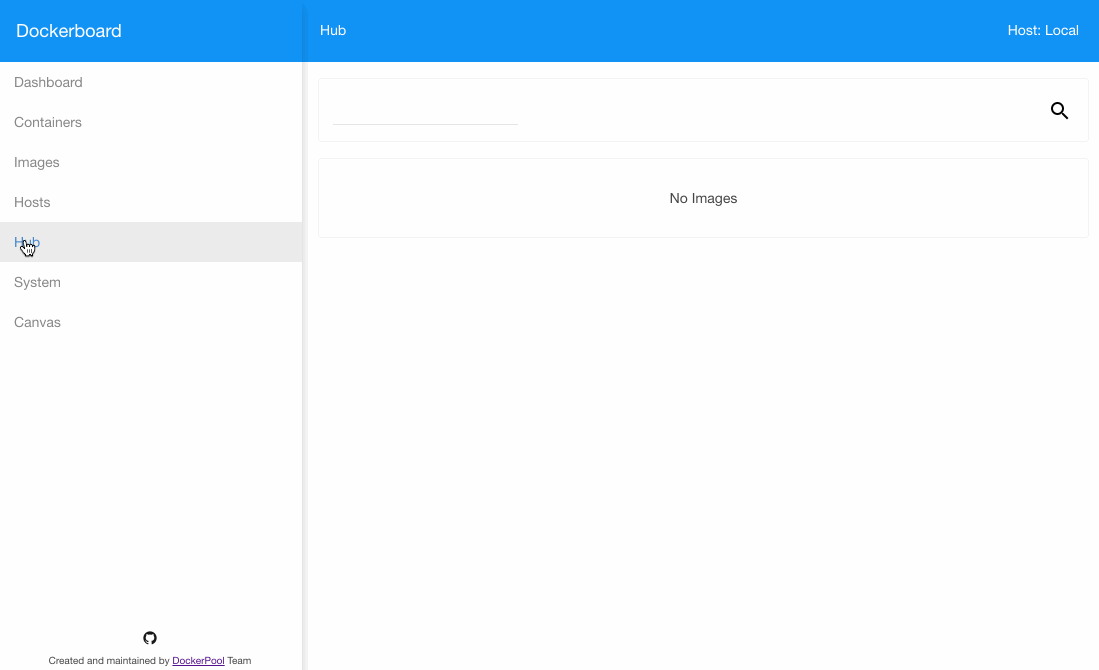 Dockerboard
Hub
Host: Local
Dashboard
Containers
Images
Hosts
Hub
System
Canvas
No Images
Created and maintained by DockerPool Team